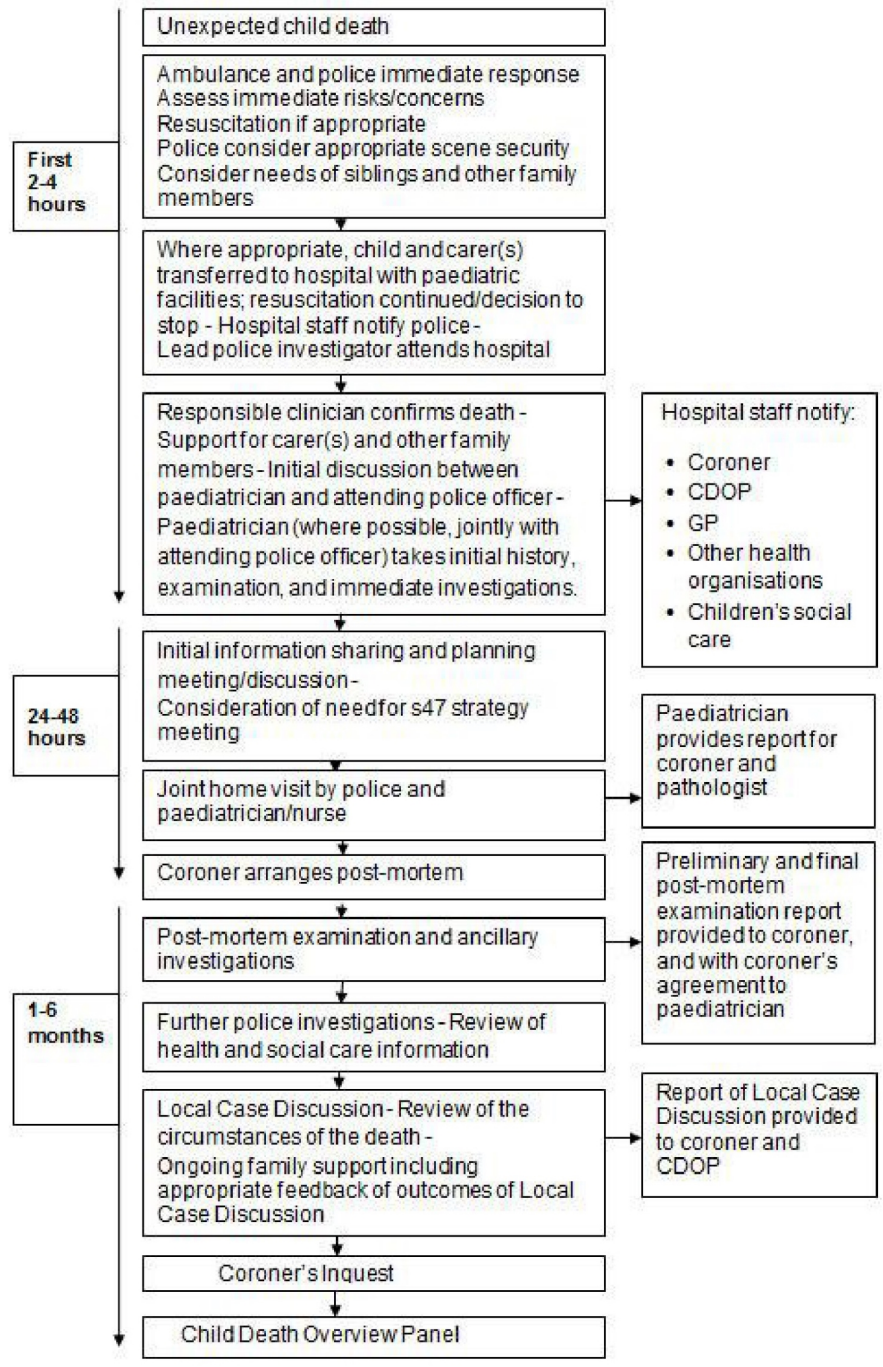 Unexpected child death
Ambulance and police immediate response
Assess immediate risks/concerns
Resuscitation if appropriate
Police consider appropriate scene security
Consider needs of siblings and other family
members
First
2-4
hours
Where appropriate, child and carer(s)
transferred to hospital with paediatric
facilities; resuscitation continued/decision to
stop - Hospital staff notify police -
Lead police investigator attends hospital
Responsible clinician confirms death -
Support for carer(s) and other family
members - Initial discussion between
paediatrician and attending police officer -
Paediatrician (where possible, jointly with
attending police officer) takes initial history,
examination, and immediate investigations.
Hospital staff notify:
• Coroner
• CDOP
• GP
• Other health
organisations
• Children's social
care
24-48
hours
Initial information sharing and planning
meeting/discussion-
Consideration of need for s47 strategy
meeting
Joint home visit by police and
paediatrician/nurse
Paediatrician
provides report for
coroner and
pathologist
Coroner arranges post-mortem
1-6
months
Post-mortem examination and ancillary
investigations
Preliminary and final
post-mortem
examination report
provided to coroner,
and with coroner's
agreement to
paediatrician
Further police investigations - Review of
health and social care information
Local Case Discussion - Review of the
circumstances of the death -
Ongoing family support including
appropriate feedback of outcomes of Local
Case Discussion
Report of Local Case
Discussion provided
to coroner and
CDOP
Coroner's Inquest
Child Death Overview Panel